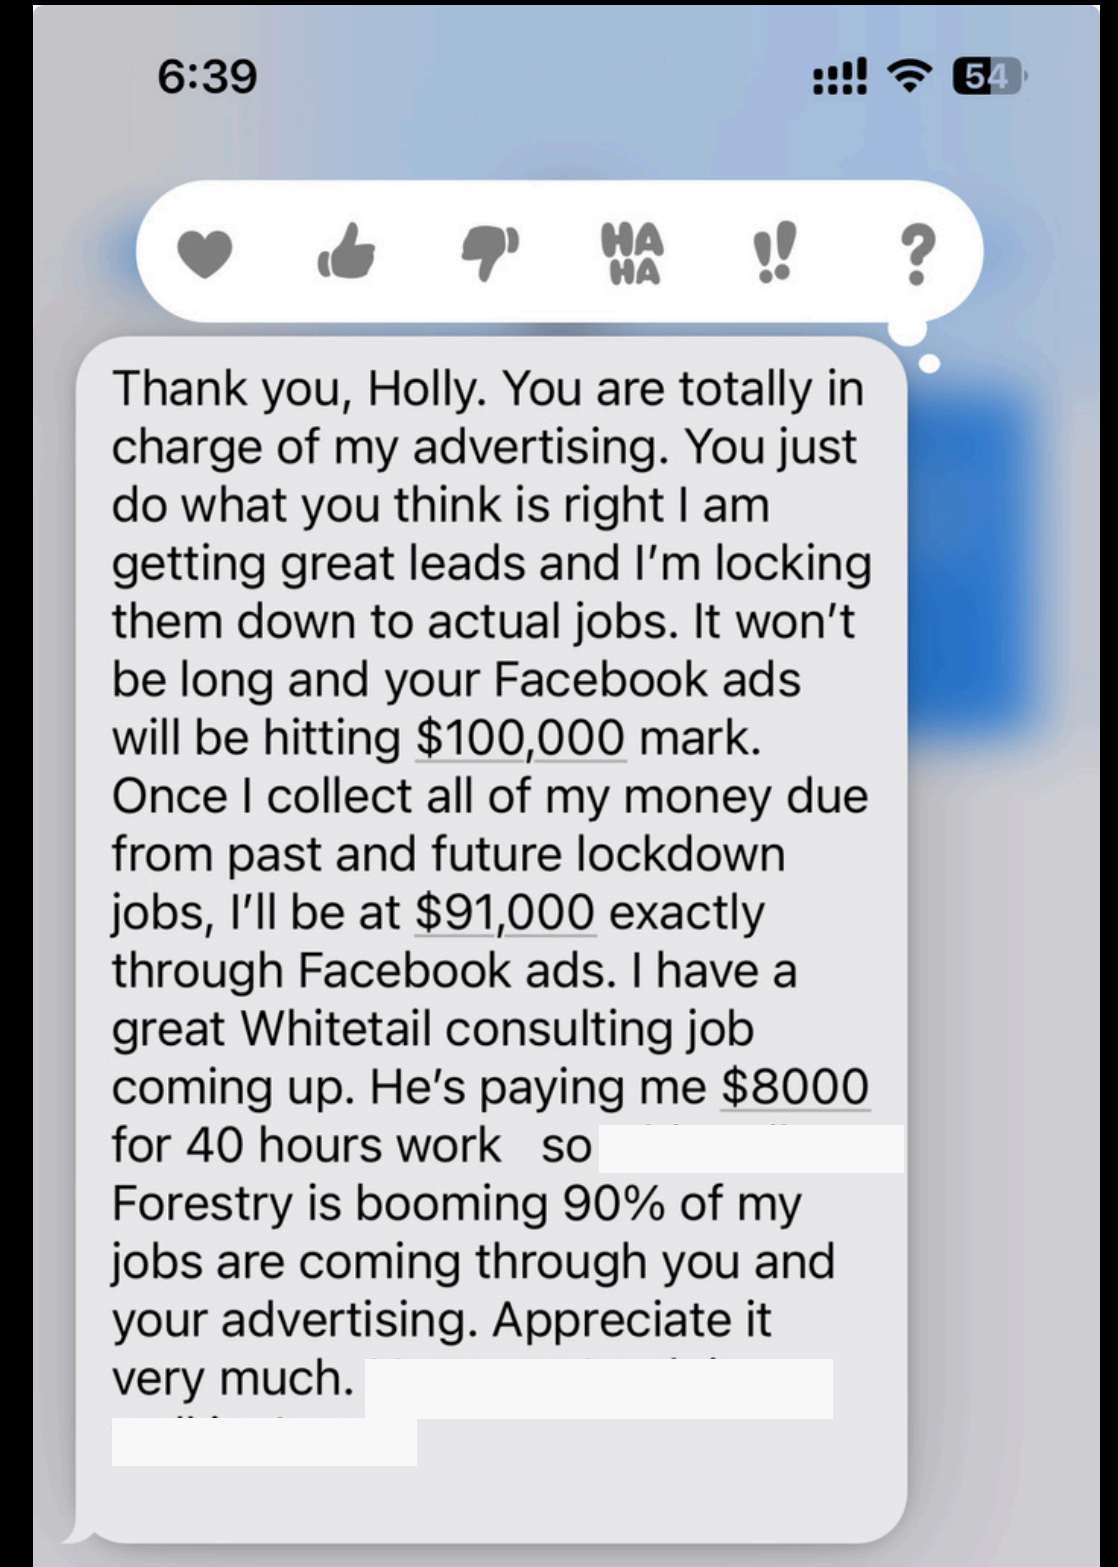 6:39
54
HA
HA
!!
?
Thank you, Holly. You are totally in
charge of my advertising. You just
do what you think is right I am
getting great leads and I’m locking
them down to actual jobs. It won’t
be long and your Facebook ads
will be hitting $100,000 mark.
Once I collect all of my money due
from past and future lockdown
jobs, I’ll be at $91,000 exactly
through Facebook ads. I have a
great Whitetail consulting job
coming up. He’s paying me $8000
for 40 hours work   so
Forestry is booming 90% of my
jobs are coming through you and
your advertising. Appreciate it
very much.